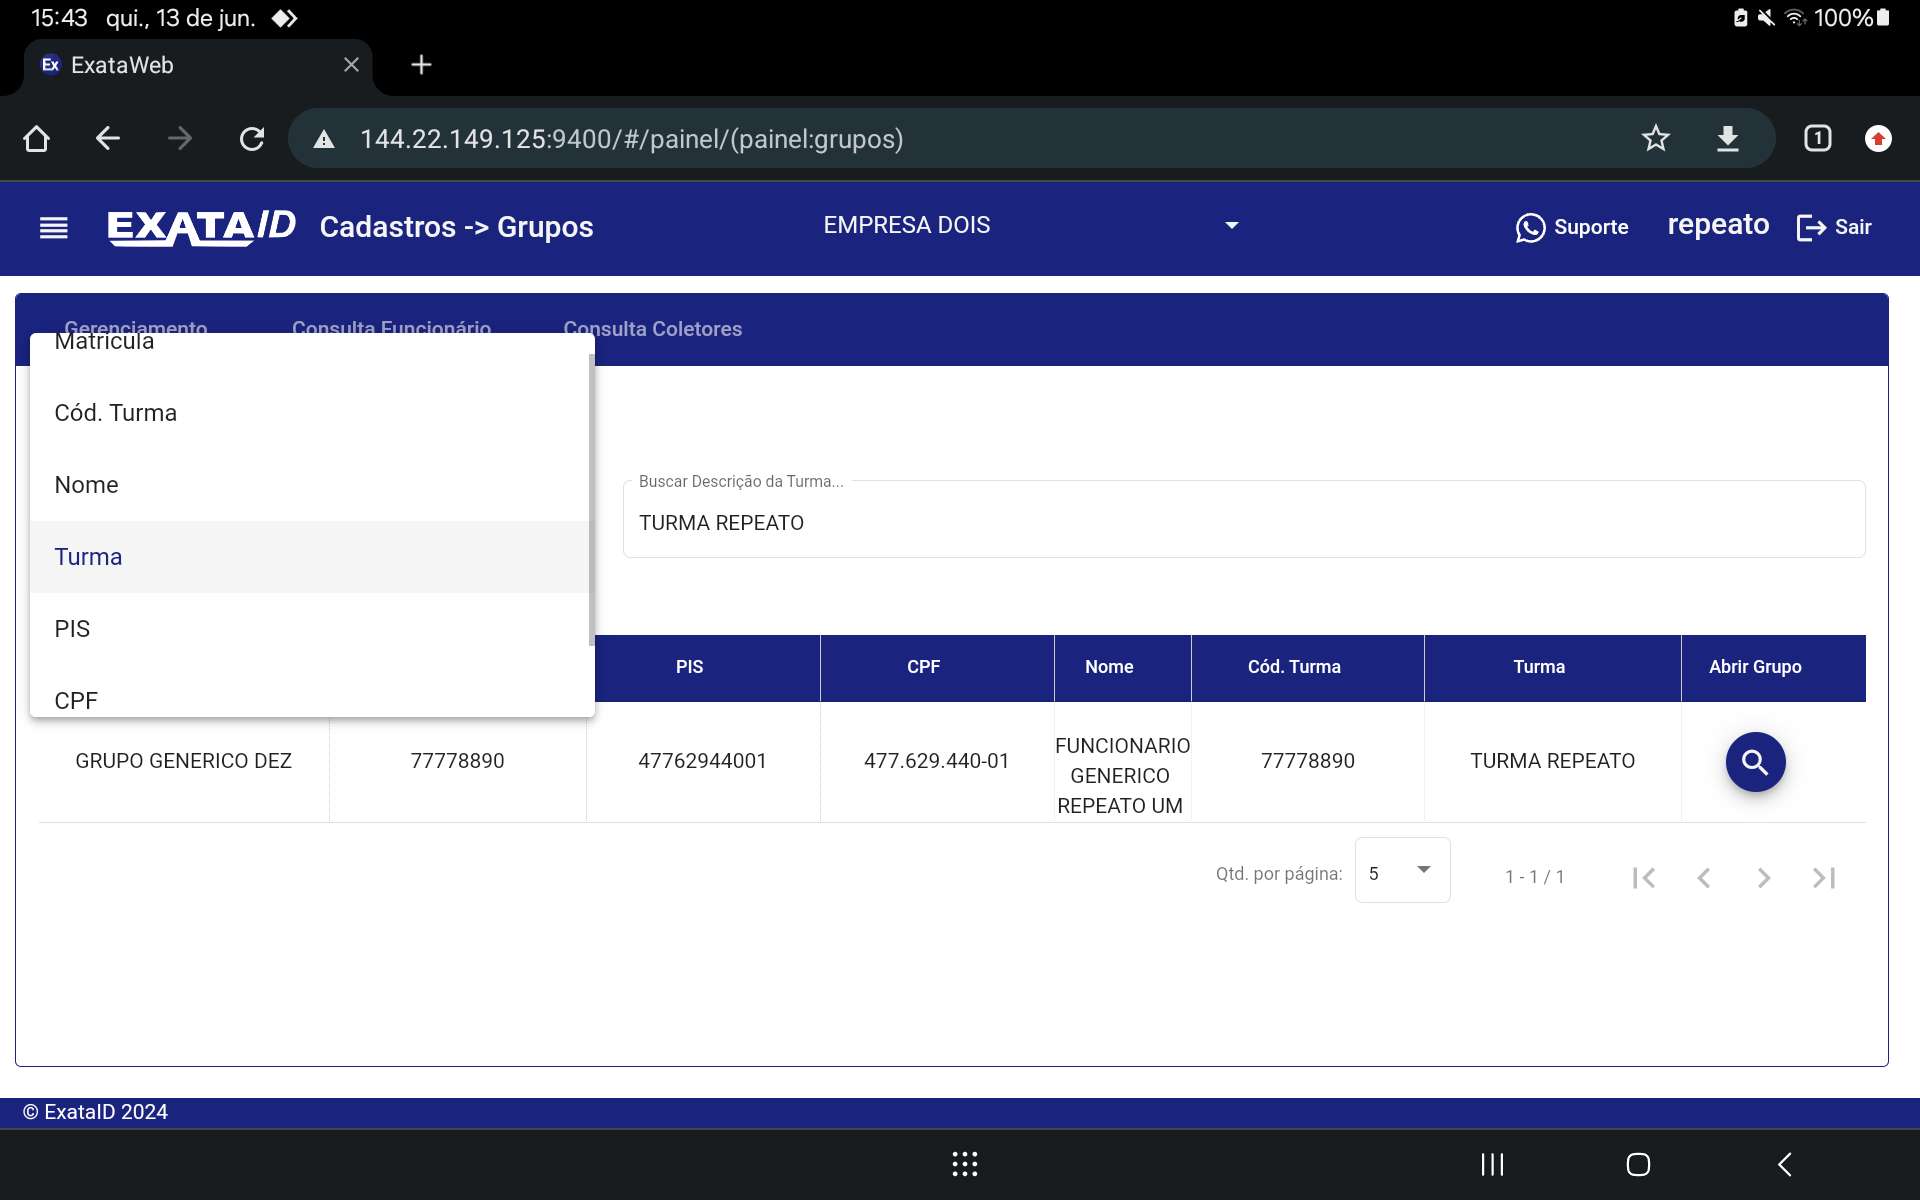 15:43 qui., 13 de jun. 100%
Ex ExataWeb
144.22.149.125:9400/#/painel/(painel:grupos) 1
EXATAID Cadastros -> Grupos EMPRESA DOIS Suporte repeato Sair
Gerenciamento Consulta Funcionário Consulta Coletores
Matrícula
Cód. Turma
Nome
Turma
PIS
CPF
Buscar Descrição da Turma...
TURMA REPEATO
PIS CPF Nome Cód. Turma Turma Abrir Grupo
GRUPO GENERICO DEZ 77778890 47762944001 477.629.440-01 FUNCIONARIO GENERICO REPEATO UM 77778890 TURMA REPEATO
Qtd. por página: 5 1 - 1 / 1
© ExataID 2024